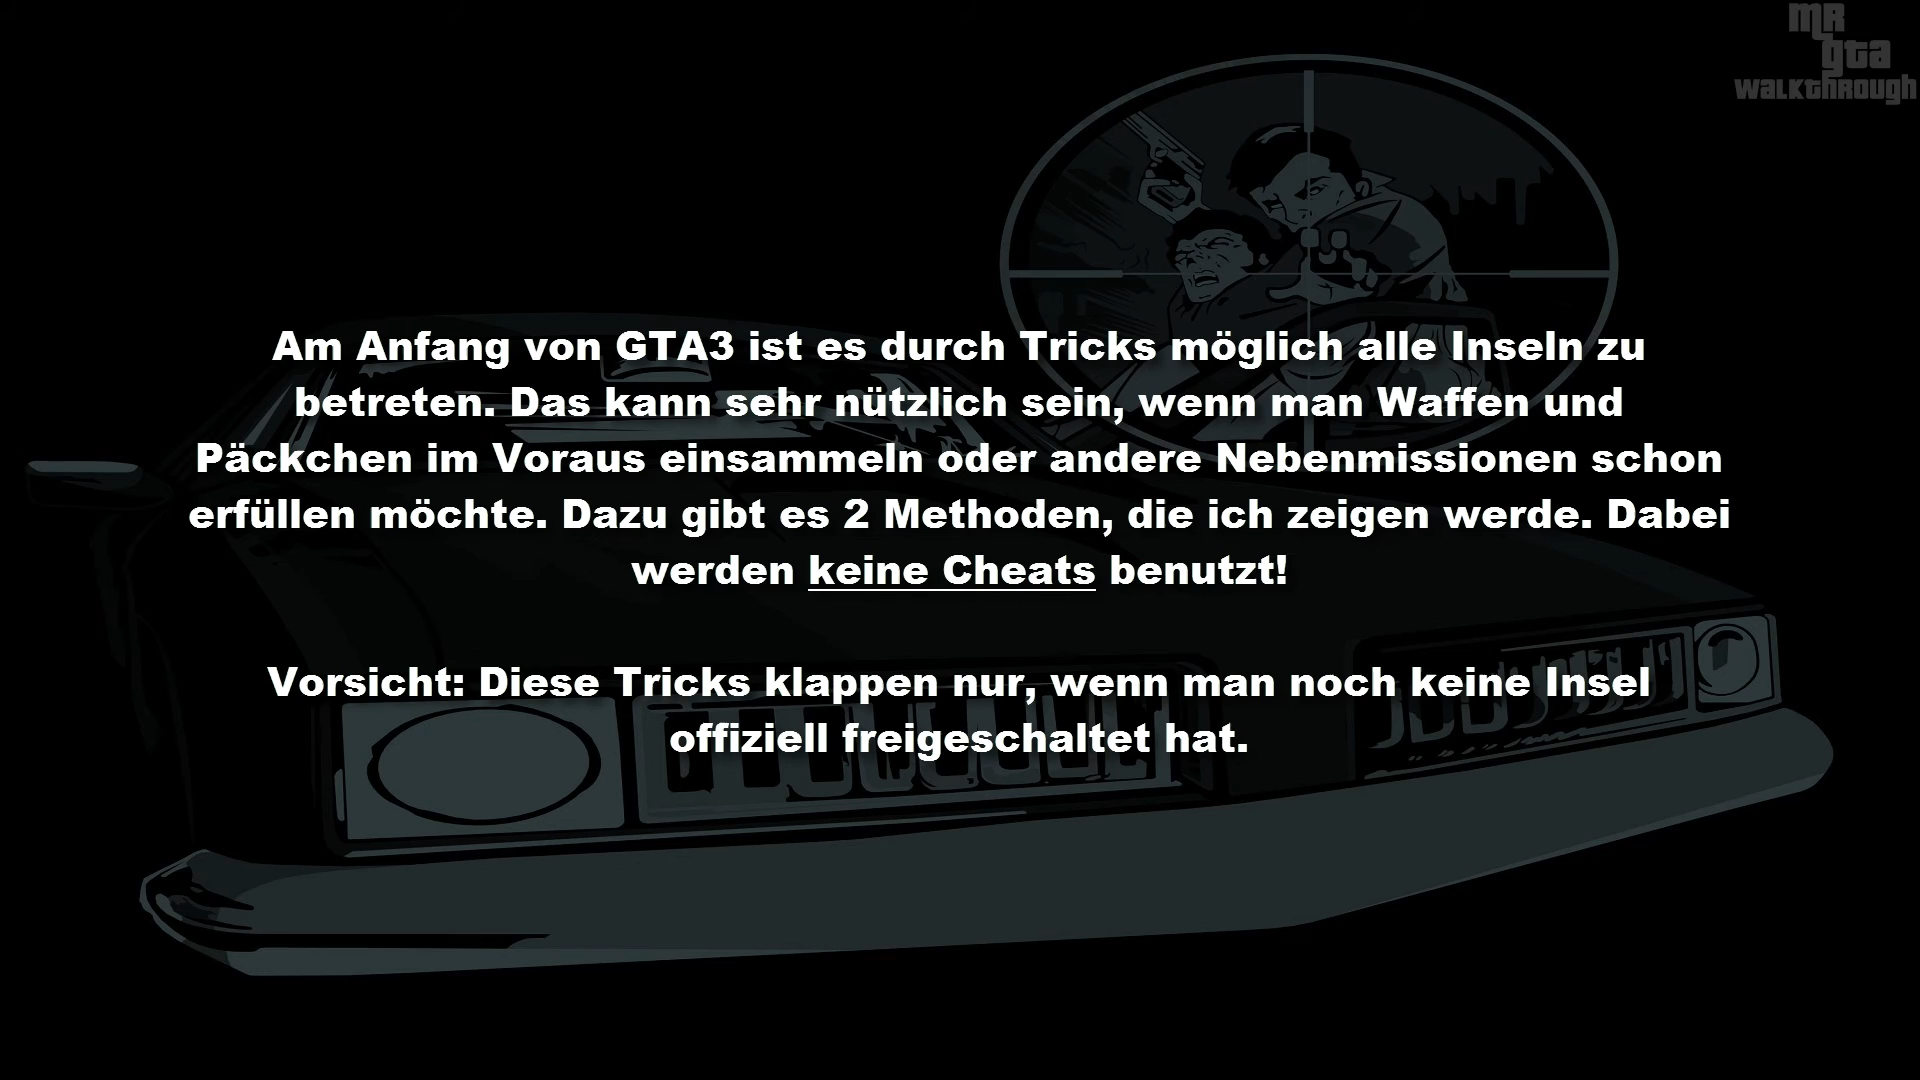 MR
gta
walkthrough
Am Anfang von GTA3 ist es durch Tricks möglich alle Inseln zu
betreten. Das kann sehr nützlich sein, wenn man Waffen und
Päckchen im Voraus einsammeln oder andere Nebenmissionen schon
erfüllen möchte. Dazu gibt es 2 Methoden, die ich zeigen werde. Dabei
werden keine Cheats benutzt!
Vorsicht: Diese Tricks klappen nur, wenn man noch keine Insel
offiziell freigeschaltet hat.